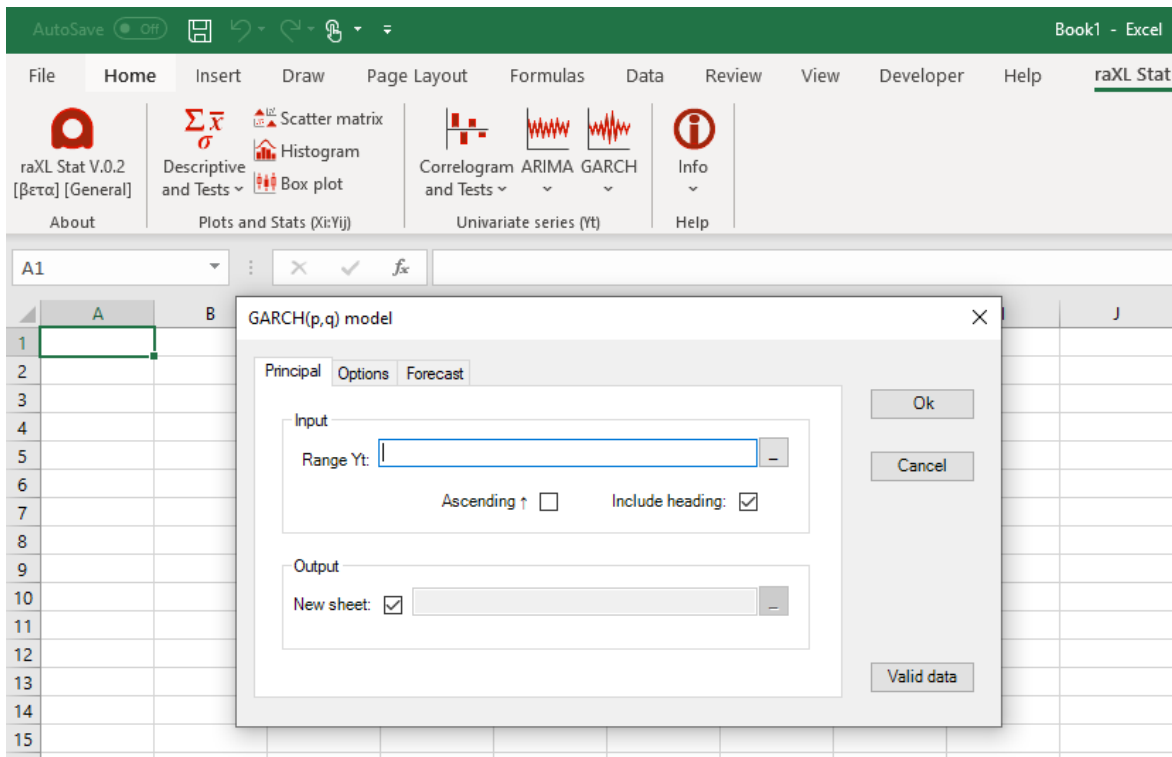 AutoSave Off Book1 - Excel
File Home Insert Draw Page Layout Formulas Data Review View Developer Help raXL Stat
raXL Stat V.0.2
[βετα] [General]
About
Σ x̅
σ
Descriptive
and Tests
Scatter matrix
Histogram
Box plot
Plots and Stats (Xi:Yij)
Correlogram
and Tests
ARIMA
GARCH
Univariate series (Yt)
Info
Help
A1 fx
A B J
1
2
3
4
5
6
7
8
9
10
11
12
13
14
15
GARCH(p,q) model
Principal Options Forecast
Input
Range Yt: _
Ascending ↑ Include heading:
Output
New sheet: _
Ok
Cancel
Valid data